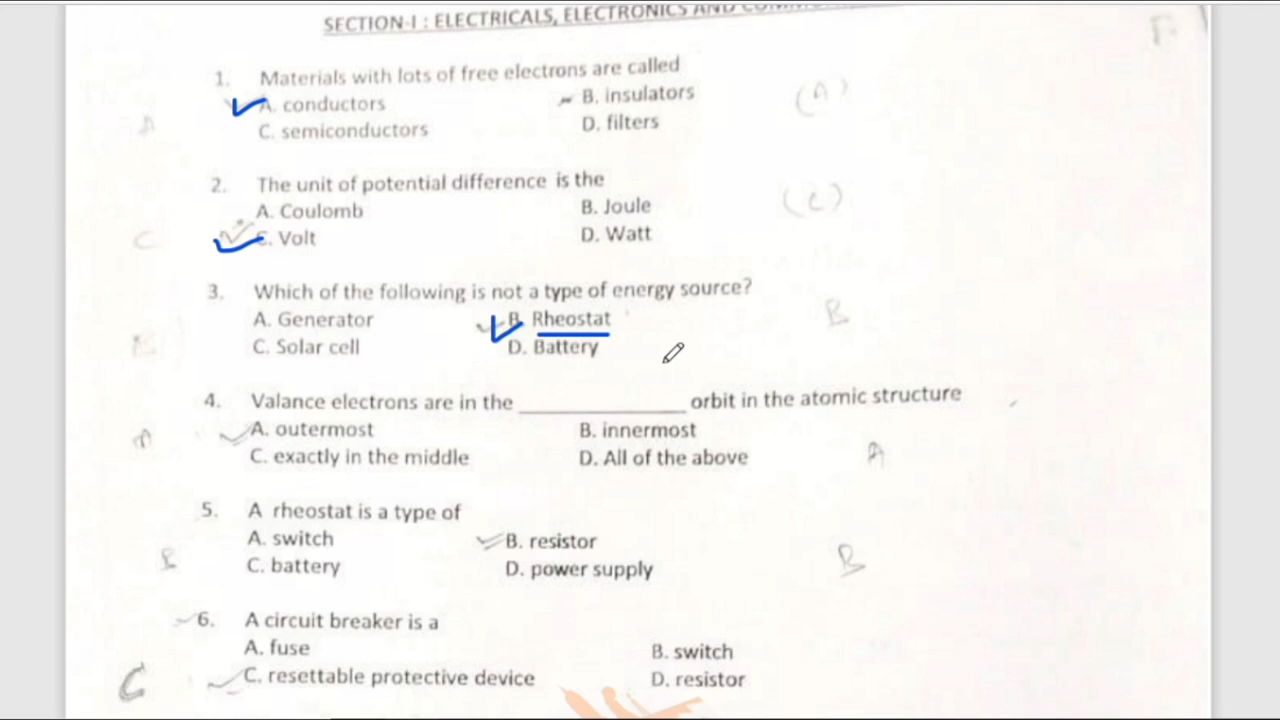 SECTION-I : ELECTRICALS, ELECTRONICS AND
1. Materials with lots of free electrons are called
A. conductors B. insulators (A)
C. semiconductors D. filters
A
2. The unit of potential difference is the
A. Coulomb B. Joule (C)
C C. Volt D. Watt
3. Which of the following is not a type of energy source?
A. Generator B. Rheostat B
B C. Solar cell D. Battery
4. Valance electrons are in the ______________ orbit in the atomic structure
A. outermost B. innermost
C. exactly in the middle D. All of the above A
5. A rheostat is a type of
A. switch B. resistor
B C. battery D. power supply B
6. A circuit breaker is a
A. fuse B. switch
C C. resettable protective device D. resistor